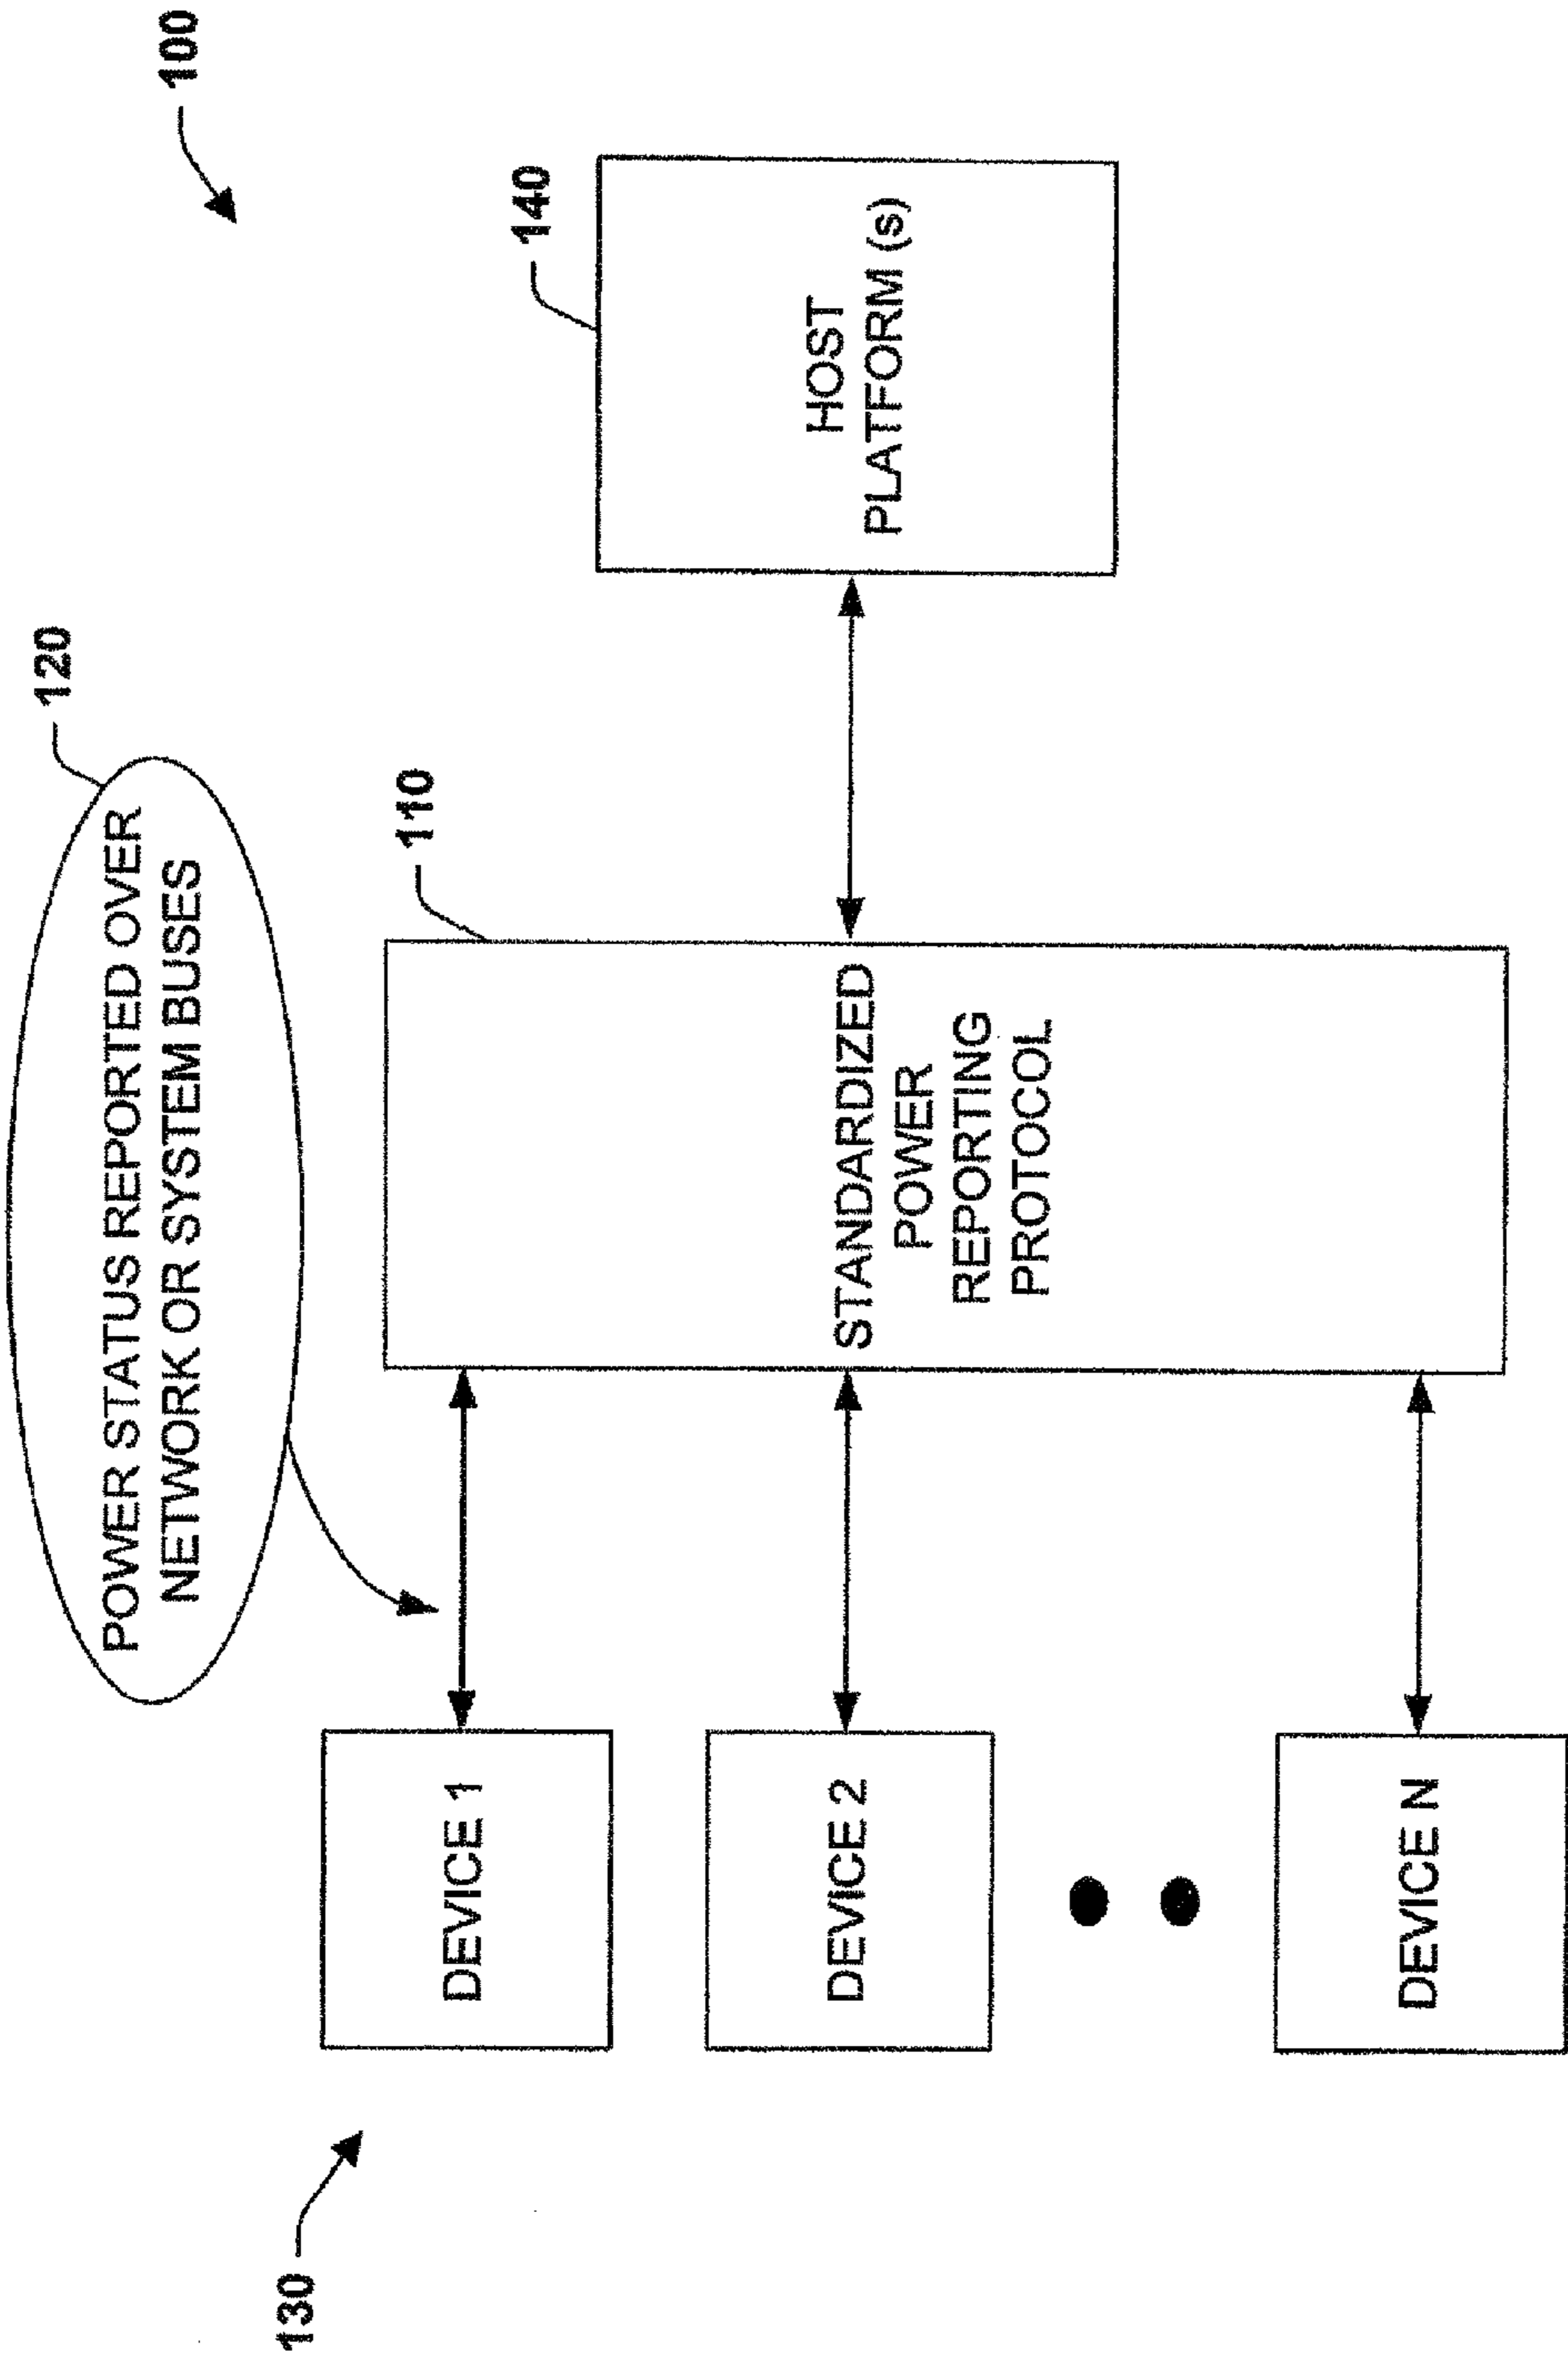 100
120
POWER STATUS REPORTED OVER
NETWORK OR SYSTEM BUSES
130
DEVICE 1
DEVICE 2
DEVICE N
110
STANDARDIZED
POWER
REPORTING
PROTOCOL
140
HOST
PLATFORM (s)